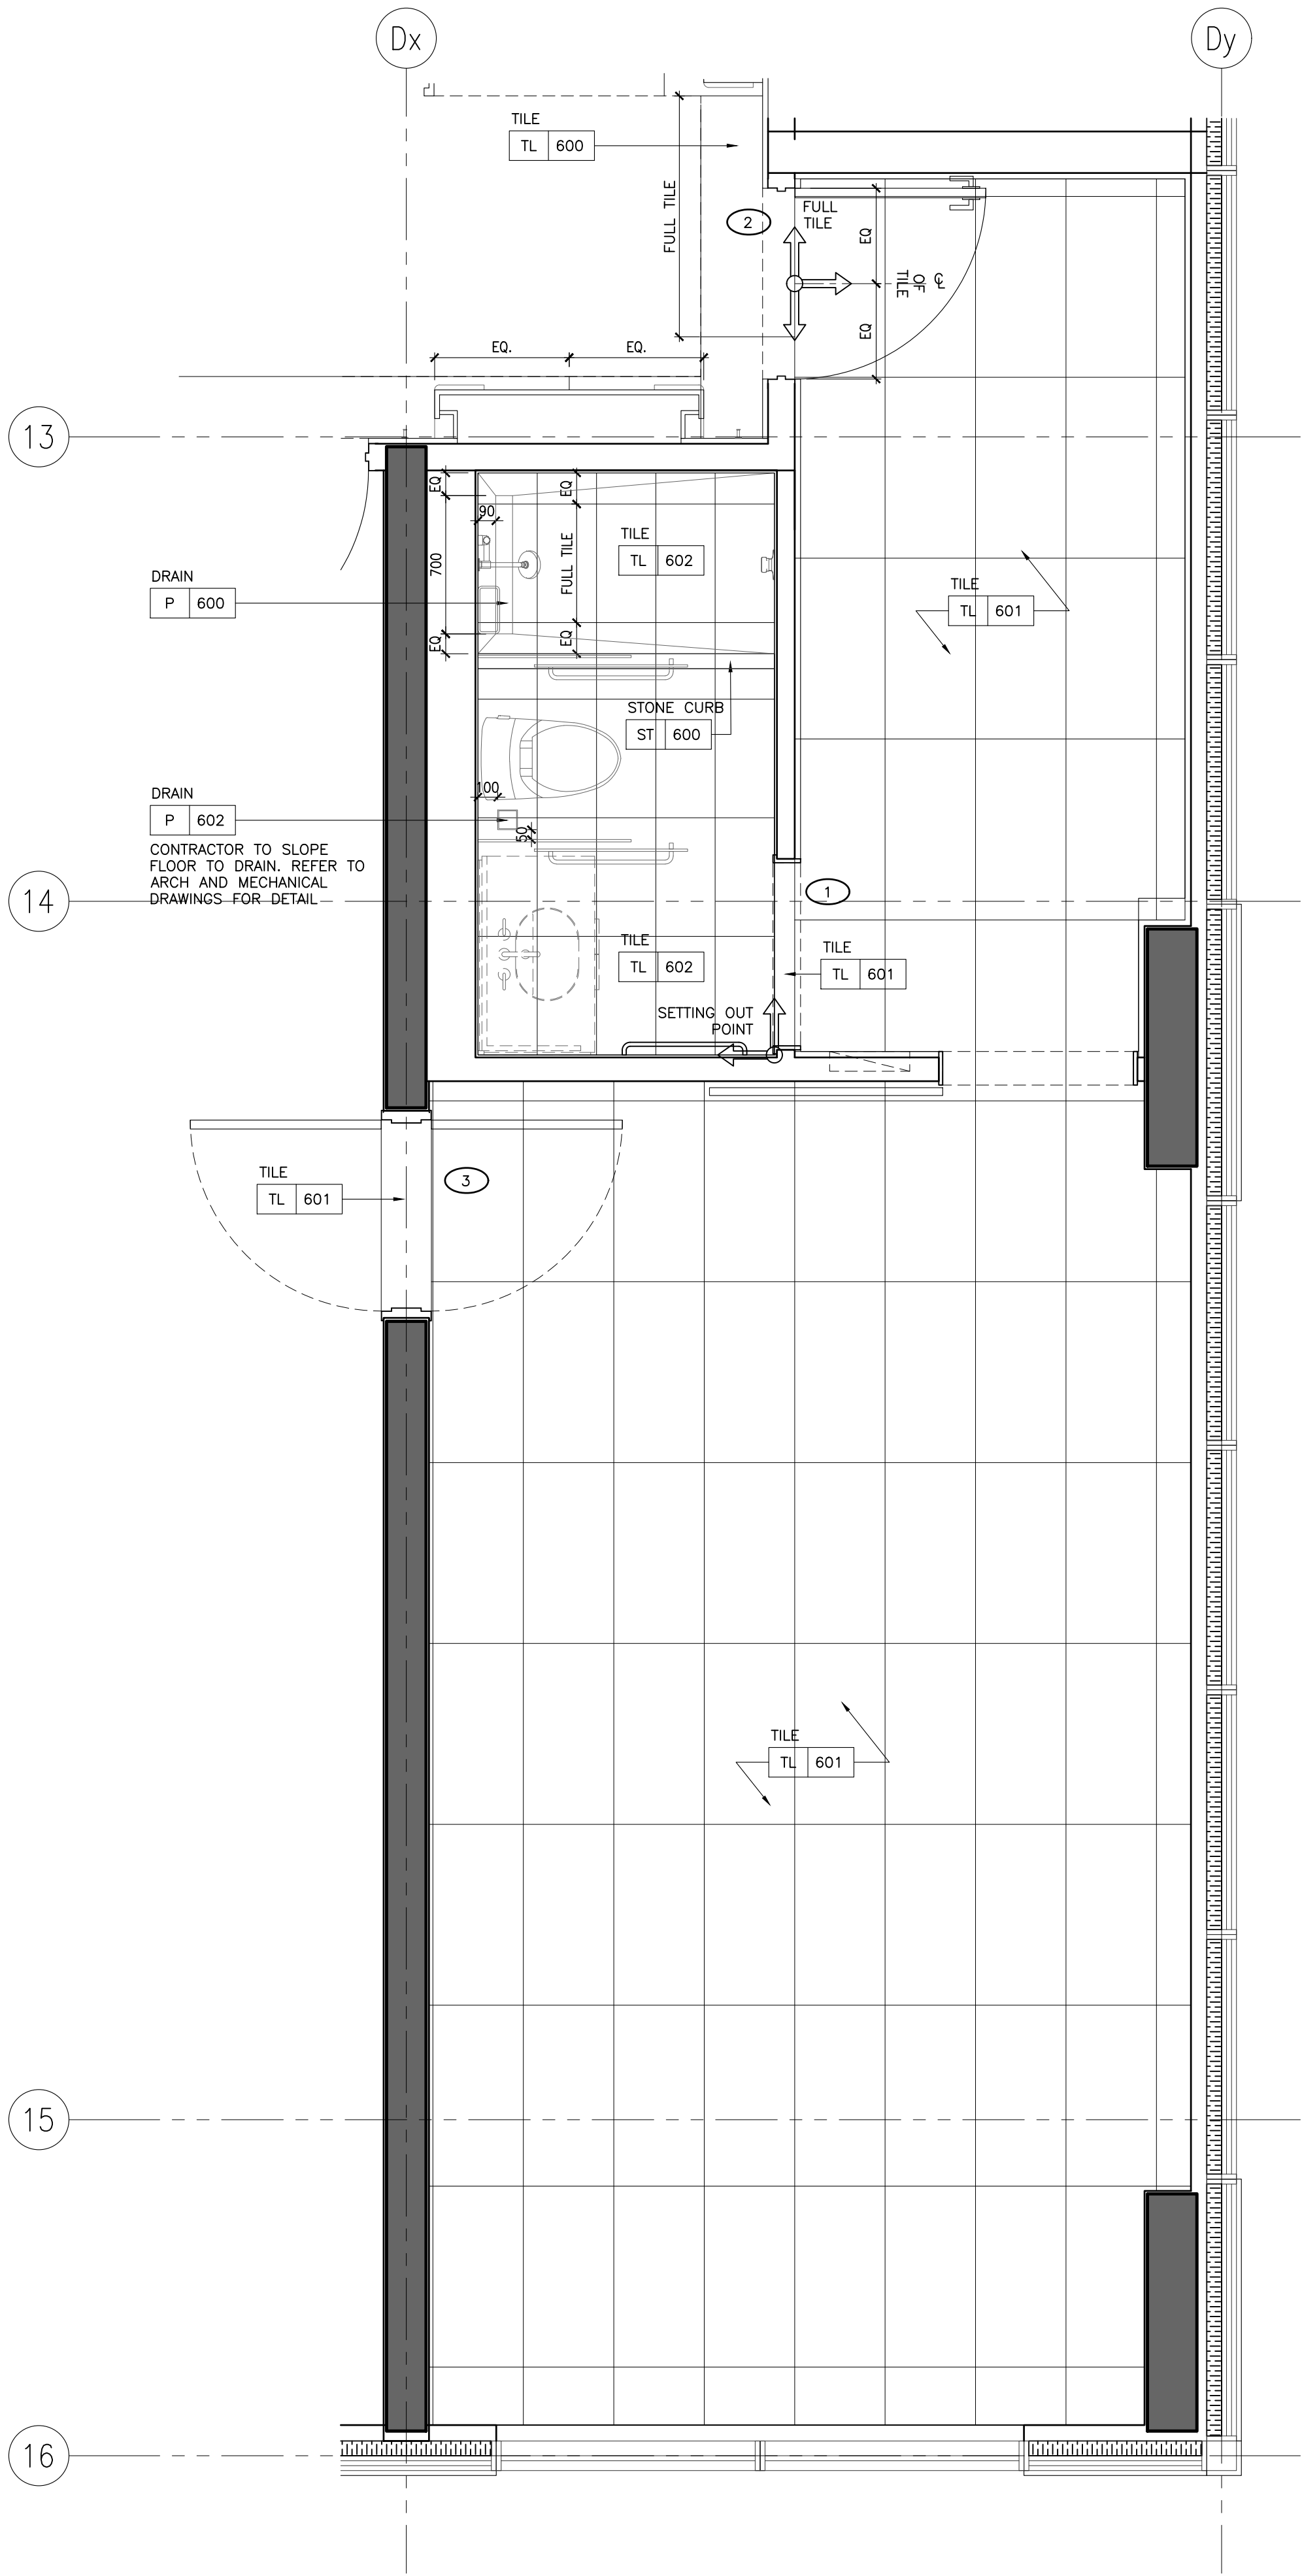 Dx
Dy
TILE
TL 600
FULL TILE
2
FULL
TILE
EQ
℄
OF
TILE
EQ
EQ.
EQ.
13
EQ
90
EQ
TILE
TL 602
700
FULL TILE
DRAIN
P 600
TILE
TL 601
EQ
EQ
STONE CURB
ST 600
100
DRAIN
P 602
50
CONTRACTOR TO SLOPE
FLOOR TO DRAIN. REFER TO
ARCH AND MECHANICAL
DRAWINGS FOR DETAIL
14
1
TILE
TL 602
TILE
TL 601
SETTING OUT
POINT
TILE
TL 601
3
TILE
TL 601
15
16